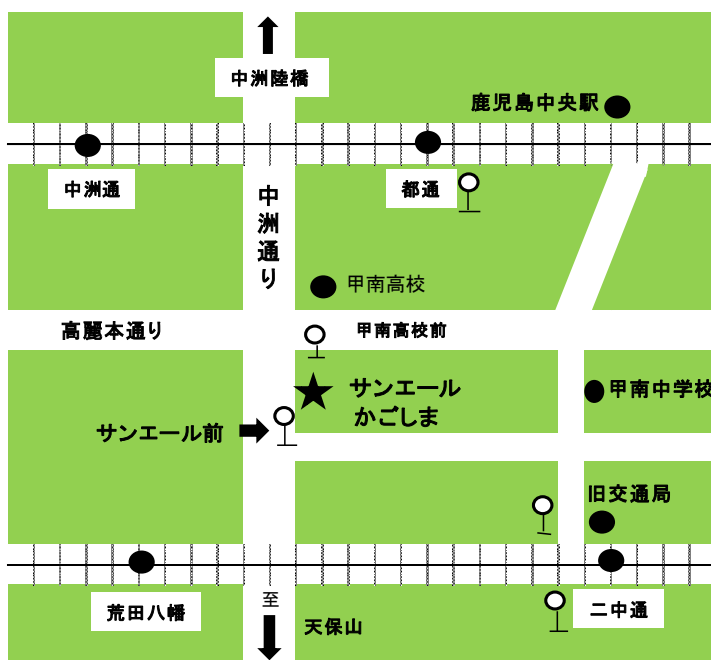 中洲陸橋
鹿児島中央駅
中洲通
都通
中洲通り
甲南高校
高麗本通り
甲南高校前
サンエール
かごしま
甲南中学校
サンエール前
旧交通局
荒田八幡
至
天保山
二中通